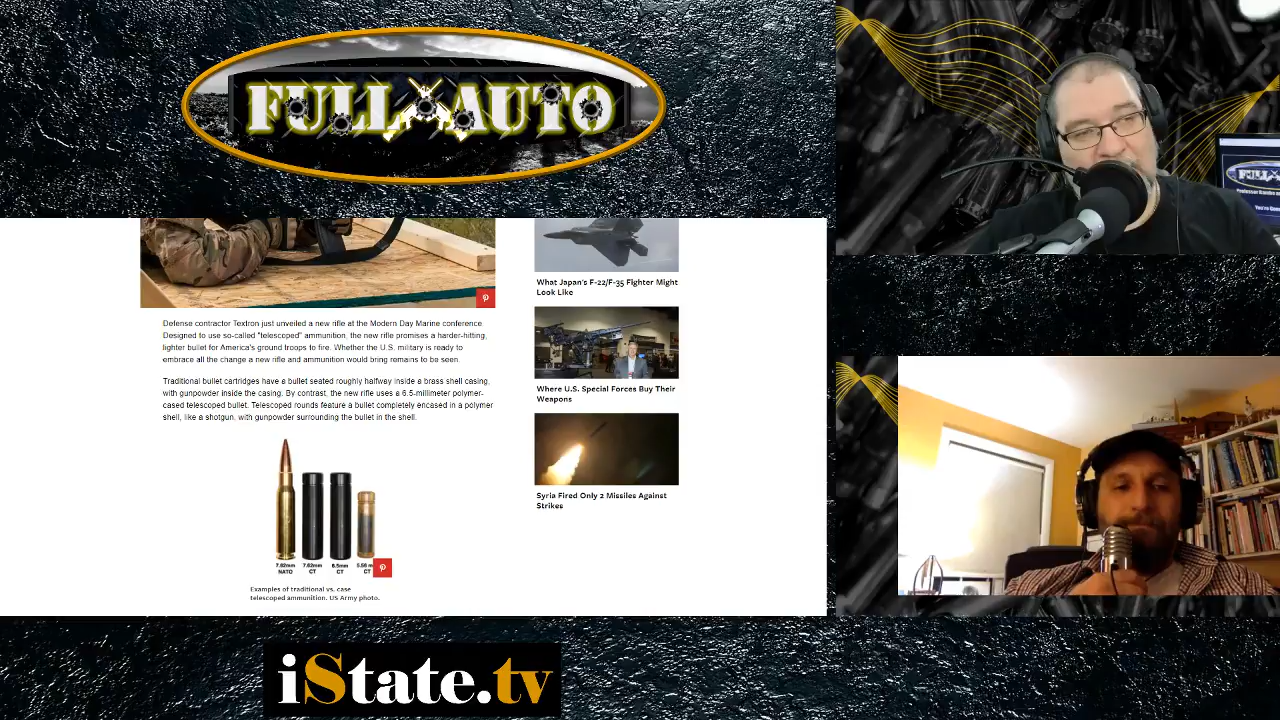 FULL AUTO
Defense contractor Textron just unveiled a new rifle at the Modern Day Marine conference
Designed to use so-called "telescoped" ammunition, the new rifle promises a harder-hitting,
lighter bullet for America's ground troops to fire. Whether the U.S. military is ready to
embrace all the change a new rifle and ammunition would bring remains to be seen.
Traditional bullet cartridges have a bullet seated roughly halfway inside a brass shell casing,
with gunpowder inside the casing. By contrast, the new rifle uses a 6.5-millimeter polymer-
cased telescoped bullet. Telescoped rounds feature a bullet completely encased in a polymer
shell, like a shotgun, with gunpowder surrounding the bullet in the shell.
7.62mm NATO
7.62mm CT
6.5mm CT
5.56 m CT
Examples of traditional vs. case
telescoped ammunition. US Army photo.
What Japan's F-22/F-35 Fighter Might
Look Like
Where U.S. Special Forces Buy Their
Weapons
Syria Fired Only 2 Missiles Against
Strikes
iState.tv